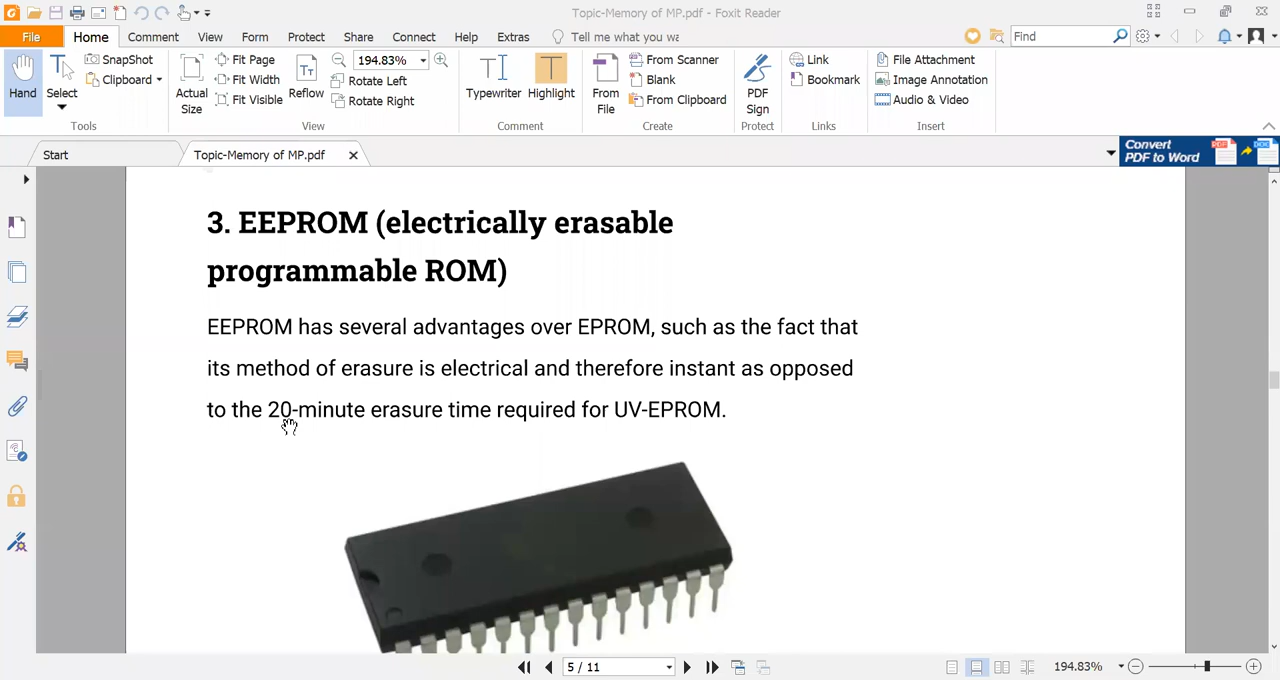 Topic-Memory of MP.pdf - Foxit Reader
File Home Comment View Form Protect Share Connect Help Extras Tell me what you wa Find
Hand Select SnapShot Clipboard Actual Size Fit Page Fit Width Fit Visible Reflow 194.83% Rotate Left Rotate Right Typewriter Highlight From File From Scanner Blank From Clipboard PDF Sign Link Bookmark File Attachment Image Annotation Audio & Video
Tools View Comment Create Protect Links Insert
Start Topic-Memory of MP.pdf Convert PDF to Word
3. EEPROM (electrically erasable
programmable ROM)
EEPROM has several advantages over EPROM, such as the fact that
its method of erasure is electrical and therefore instant as opposed
to the 20-minute erasure time required for UV-EPROM.
5 / 11 194.83%